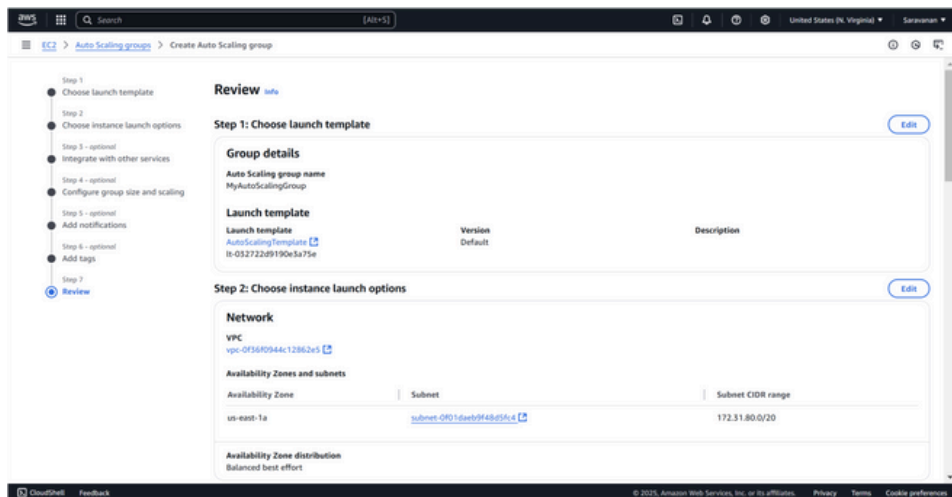 aws
Search [Alt+S] United States (N. Virginia) Saravanan
EC2 > Auto Scaling groups > Create Auto Scaling group
Step 1
Choose launch template
Step 2
Choose instance launch options
Step 3 - optional
Integrate with other services
Step 4 - optional
Configure group size and scaling
Step 5 - optional
Add notifications
Step 6 - optional
Add tags
Step 7
Review
Review Info
Step 1: Choose launch template Edit
Group details
Auto Scaling group name
MyAutoScalingGroup
Launch template
Launch template Version Description
AutoScalingTemplate Default
lt-032722d9190e3a75e
Step 2: Choose instance launch options Edit
Network
VPC
vpc-0f36f0944c12862e5
Availability Zones and subnets
Availability Zone Subnet Subnet CIDR range
us-east-1a subnet-0f01daeb9f48d5fc4 172.31.80.0/20
Availability Zone distribution
Balanced best effort
CloudShell Feedback © 2025, Amazon Web Services, Inc. or its affiliates. Privacy Terms Cookie preferences